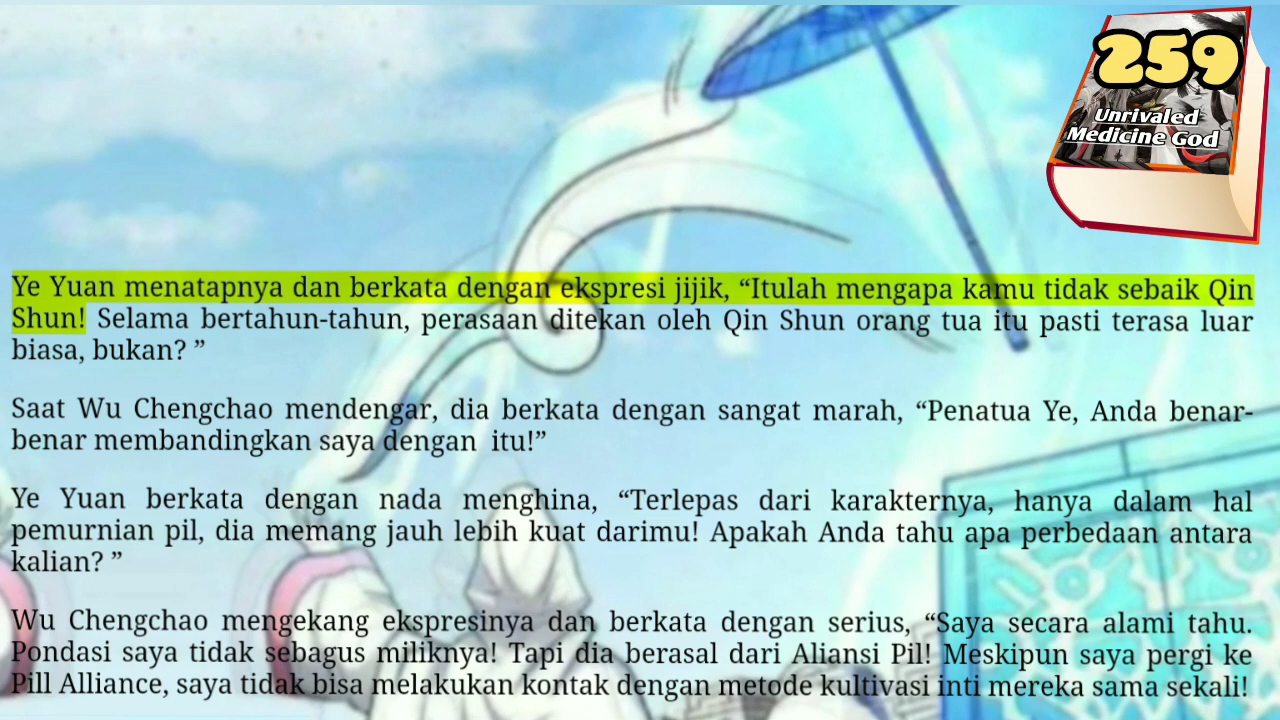 259
Unrivaled
Medicine God
Ye Yuan menatapnya dan berkata dengan ekspresi jijik, “Itulah mengapa kamu tidak sebaik Qin
Shun! Selama bertahun-tahun, perasaan ditekan oleh Qin Shun orang tua itu pasti terasa luar
biasa, bukan? ”
Saat Wu Chengchao mendengar, dia berkata dengan sangat marah, “Penatua Ye, Anda benar-
benar membandingkan saya dengan  itu!”
Ye Yuan berkata dengan nada menghina, “Terlepas dari karakternya, hanya dalam hal
pemurnian pil, dia memang jauh lebih kuat darimu! Apakah Anda tahu apa perbedaan antara
kalian? ”
Wu Chengchao mengekang ekspresinya dan berkata dengan serius, “Saya secara alami tahu.
Pondasi saya tidak sebagus miliknya! Tapi dia berasal dari Aliansi Pil! Meskipun saya pergi ke
Pill Alliance, saya tidak bisa melakukan kontak dengan metode kultivasi inti mereka sama sekali!